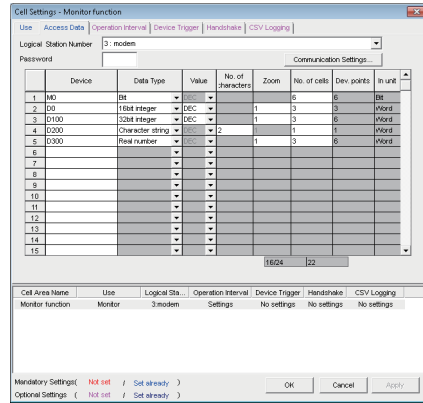 Cell Settings - Monitor function
Use Access Data Operation Interval Device Trigger Handshake CSV Logging
Logical Station Number 3 : modem
Password Communication Settings...
Device Data Type Value No. of characters Zoom No. of cells Dev. points In unit
1 M0 Bit DEC 6 6 Bit
2 D0 16bit integer DEC 1 3 3 Word
3 D100 32bit integer DEC 1 3 6 Word
4 D200 Character string DEC 2 1 1 1 Word
5 D300 Real number DEC 1 3 6 Word
6
7
8
9
10
11
12
13
14
15
16/24 22
Cell Area Name Use Logical Sta... Operation Interval Device Trigger Handshake CSV Logging
Monitor function Monitor 3:modem Settings No settings No settings No settings
Mandatory Settings( Not set / Set already )
Optional Settings ( Not set / Set already )
OK Cancel Apply